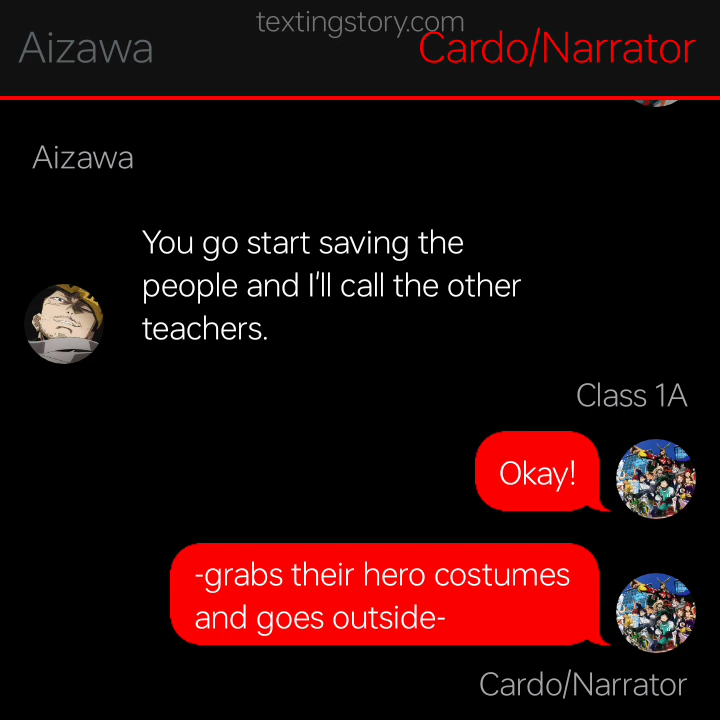 textingstory.com
Aizawa
Cardo/Narrator
Aizawa
You go start saving the
people and I'll call the other
teachers.
Class 1A
Okay!
-grabs their hero costumes
and goes outside-
Cardo/Narrator